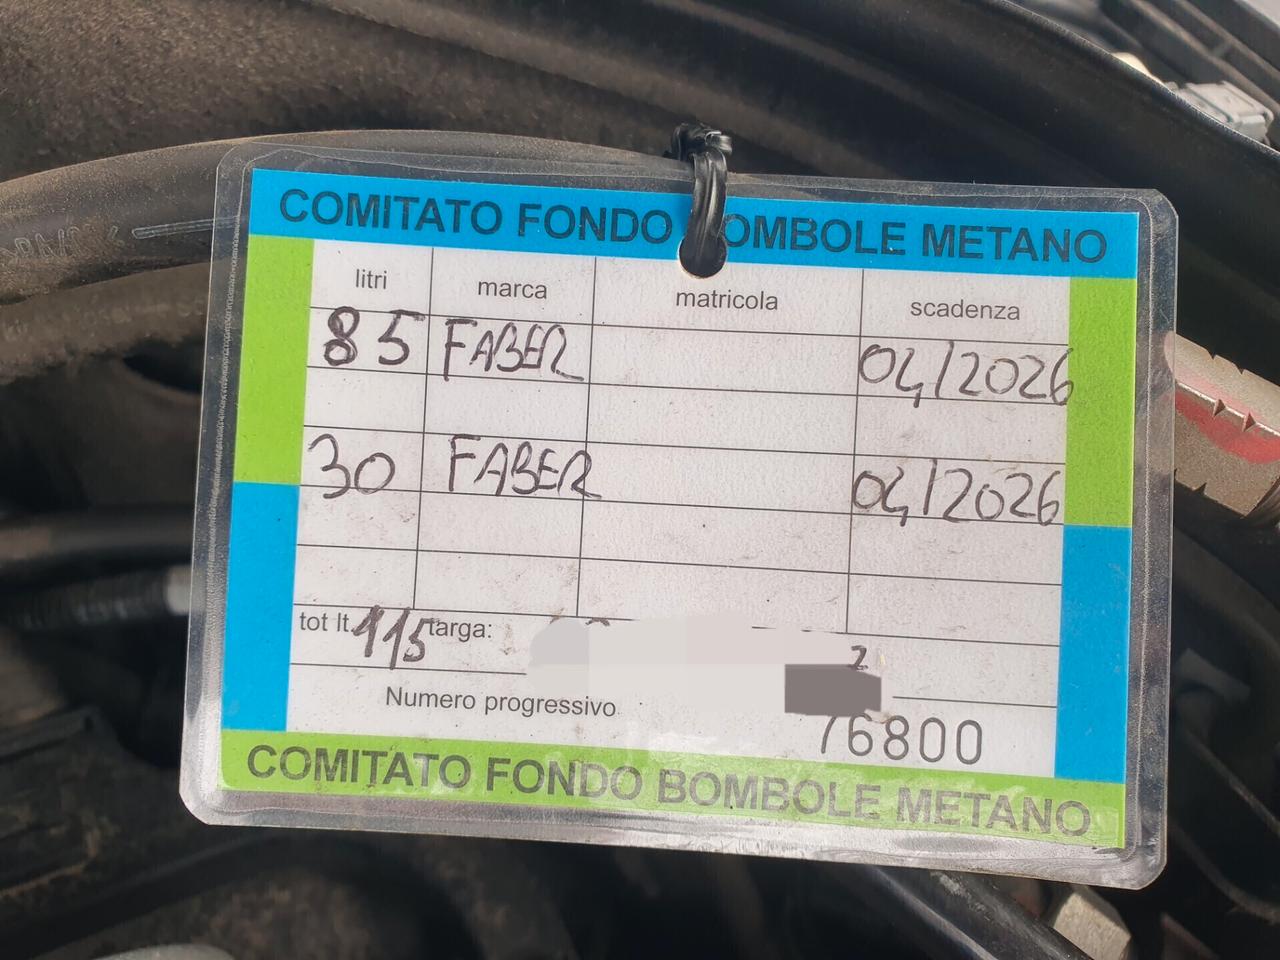 COMITATO FONDO BOMBOLE METANO
litri marca matricola scadenza
85 FABER 04/2026
30 FABER 04/2026
tot lt. 115 targa:
Numero progressivo 76800
COMITATO FONDO BOMBOLE METANO